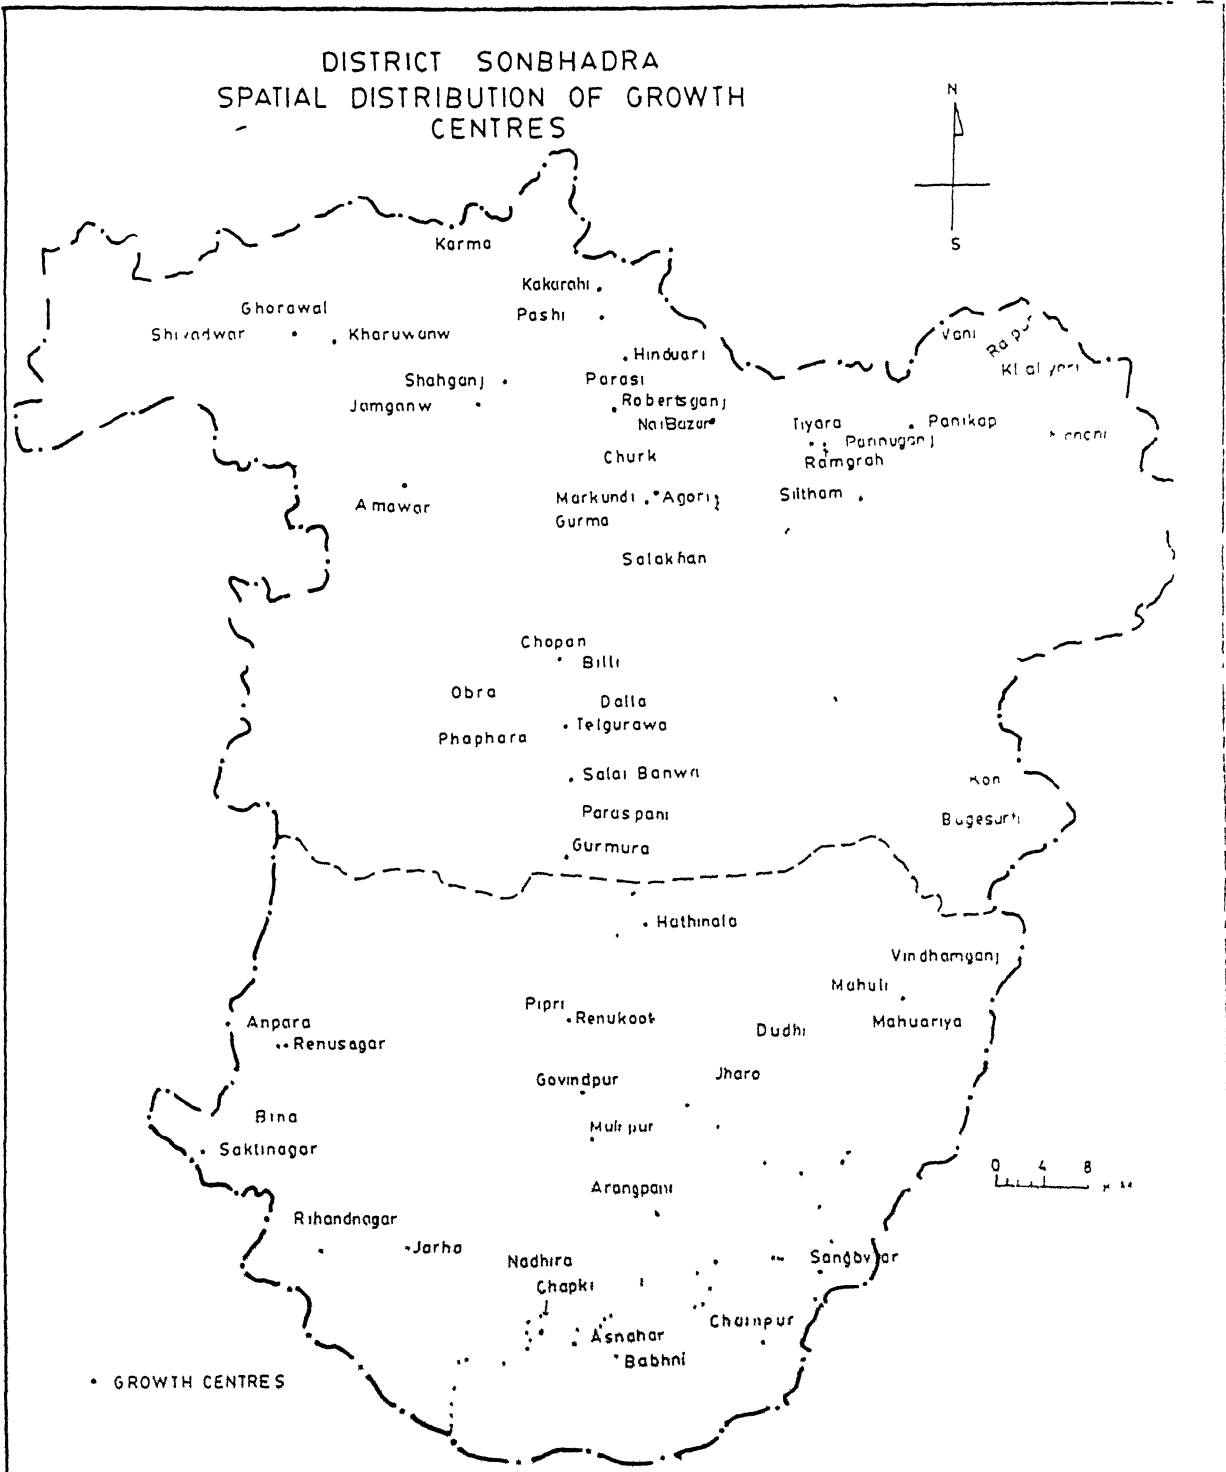 DISTRICT SONBHADRA
SPATIAL DISTRIBUTION OF GROWTH
CENTRES
N
S
Karma
Kakarahi
Ghorawal
Pashi
Kharuwanw
Vani
Rapur
Hinduari
Shahganj
Parasi
Jamganw
Robertsganj
Nai Bazar
Tiyara
Panikap
Pannuganj
Churk
Ramgrah
Markundi
Agori
Siltham
Amawar
Gurma
Salakhan
Chopan
Billi
Obra
Dalla
Telgurawa
Phaphara
Salai Banwa
Kon
Paraspani
Bugesurti
Gurmura
Hathinala
Vindhamganj
Mahuli
Pipri
Renukoot
Anpara
Dudhi
Mahuariya
Renusagar
Govindpur
Jharo
Bina
Saktinagar
0 4 8
Arangpani
Rihandnagar
Jarha
Nadhira
Chapki
Chainpur
Asnahar
Babhni
GROWTH CENTRES